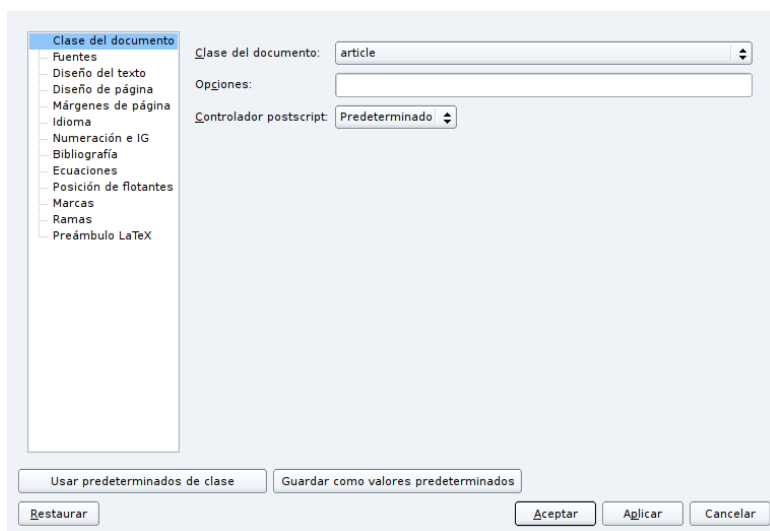 Clase del documento
Fuentes
Diseño del texto
Diseño de página
Márgenes de página
Idioma
Numeración e IG
Bibliografía
Ecuaciones
Posición de flotantes
Marcas
Ramas
Preámbulo LaTeX
Clase del documento: article
Opciones:
Controlador postscript: Predeterminado
Usar predeterminados de clase Guardar como valores predeterminados
Restaurar Aceptar Aplicar Cancelar